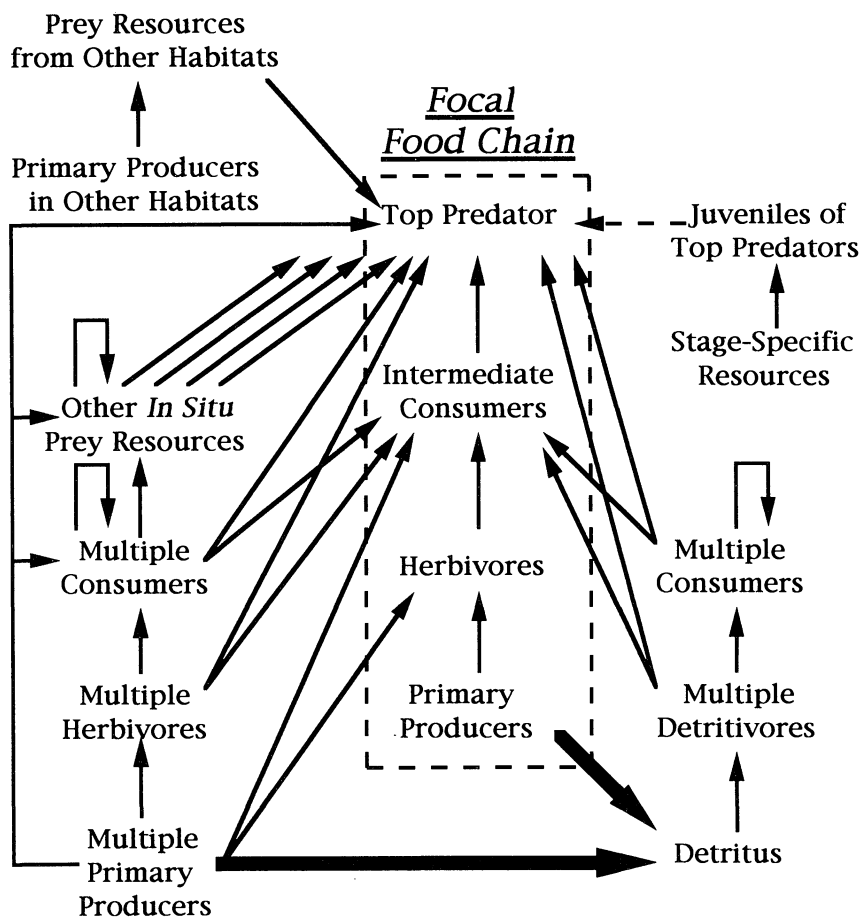 Prey Resources
from Other Habitats
Focal
Food Chain
Primary Producers
in Other Habitats
Top Predator
Juveniles of
Top Predators
Stage-Specific
Resources
Intermediate
Consumers
Other In Situ
Prey Resources
Multiple
Consumers
Herbivores
Multiple
Consumers
Multiple
Herbivores
Primary
Producers
Multiple
Detritivores
Multiple
Primary
Producers
Detritus